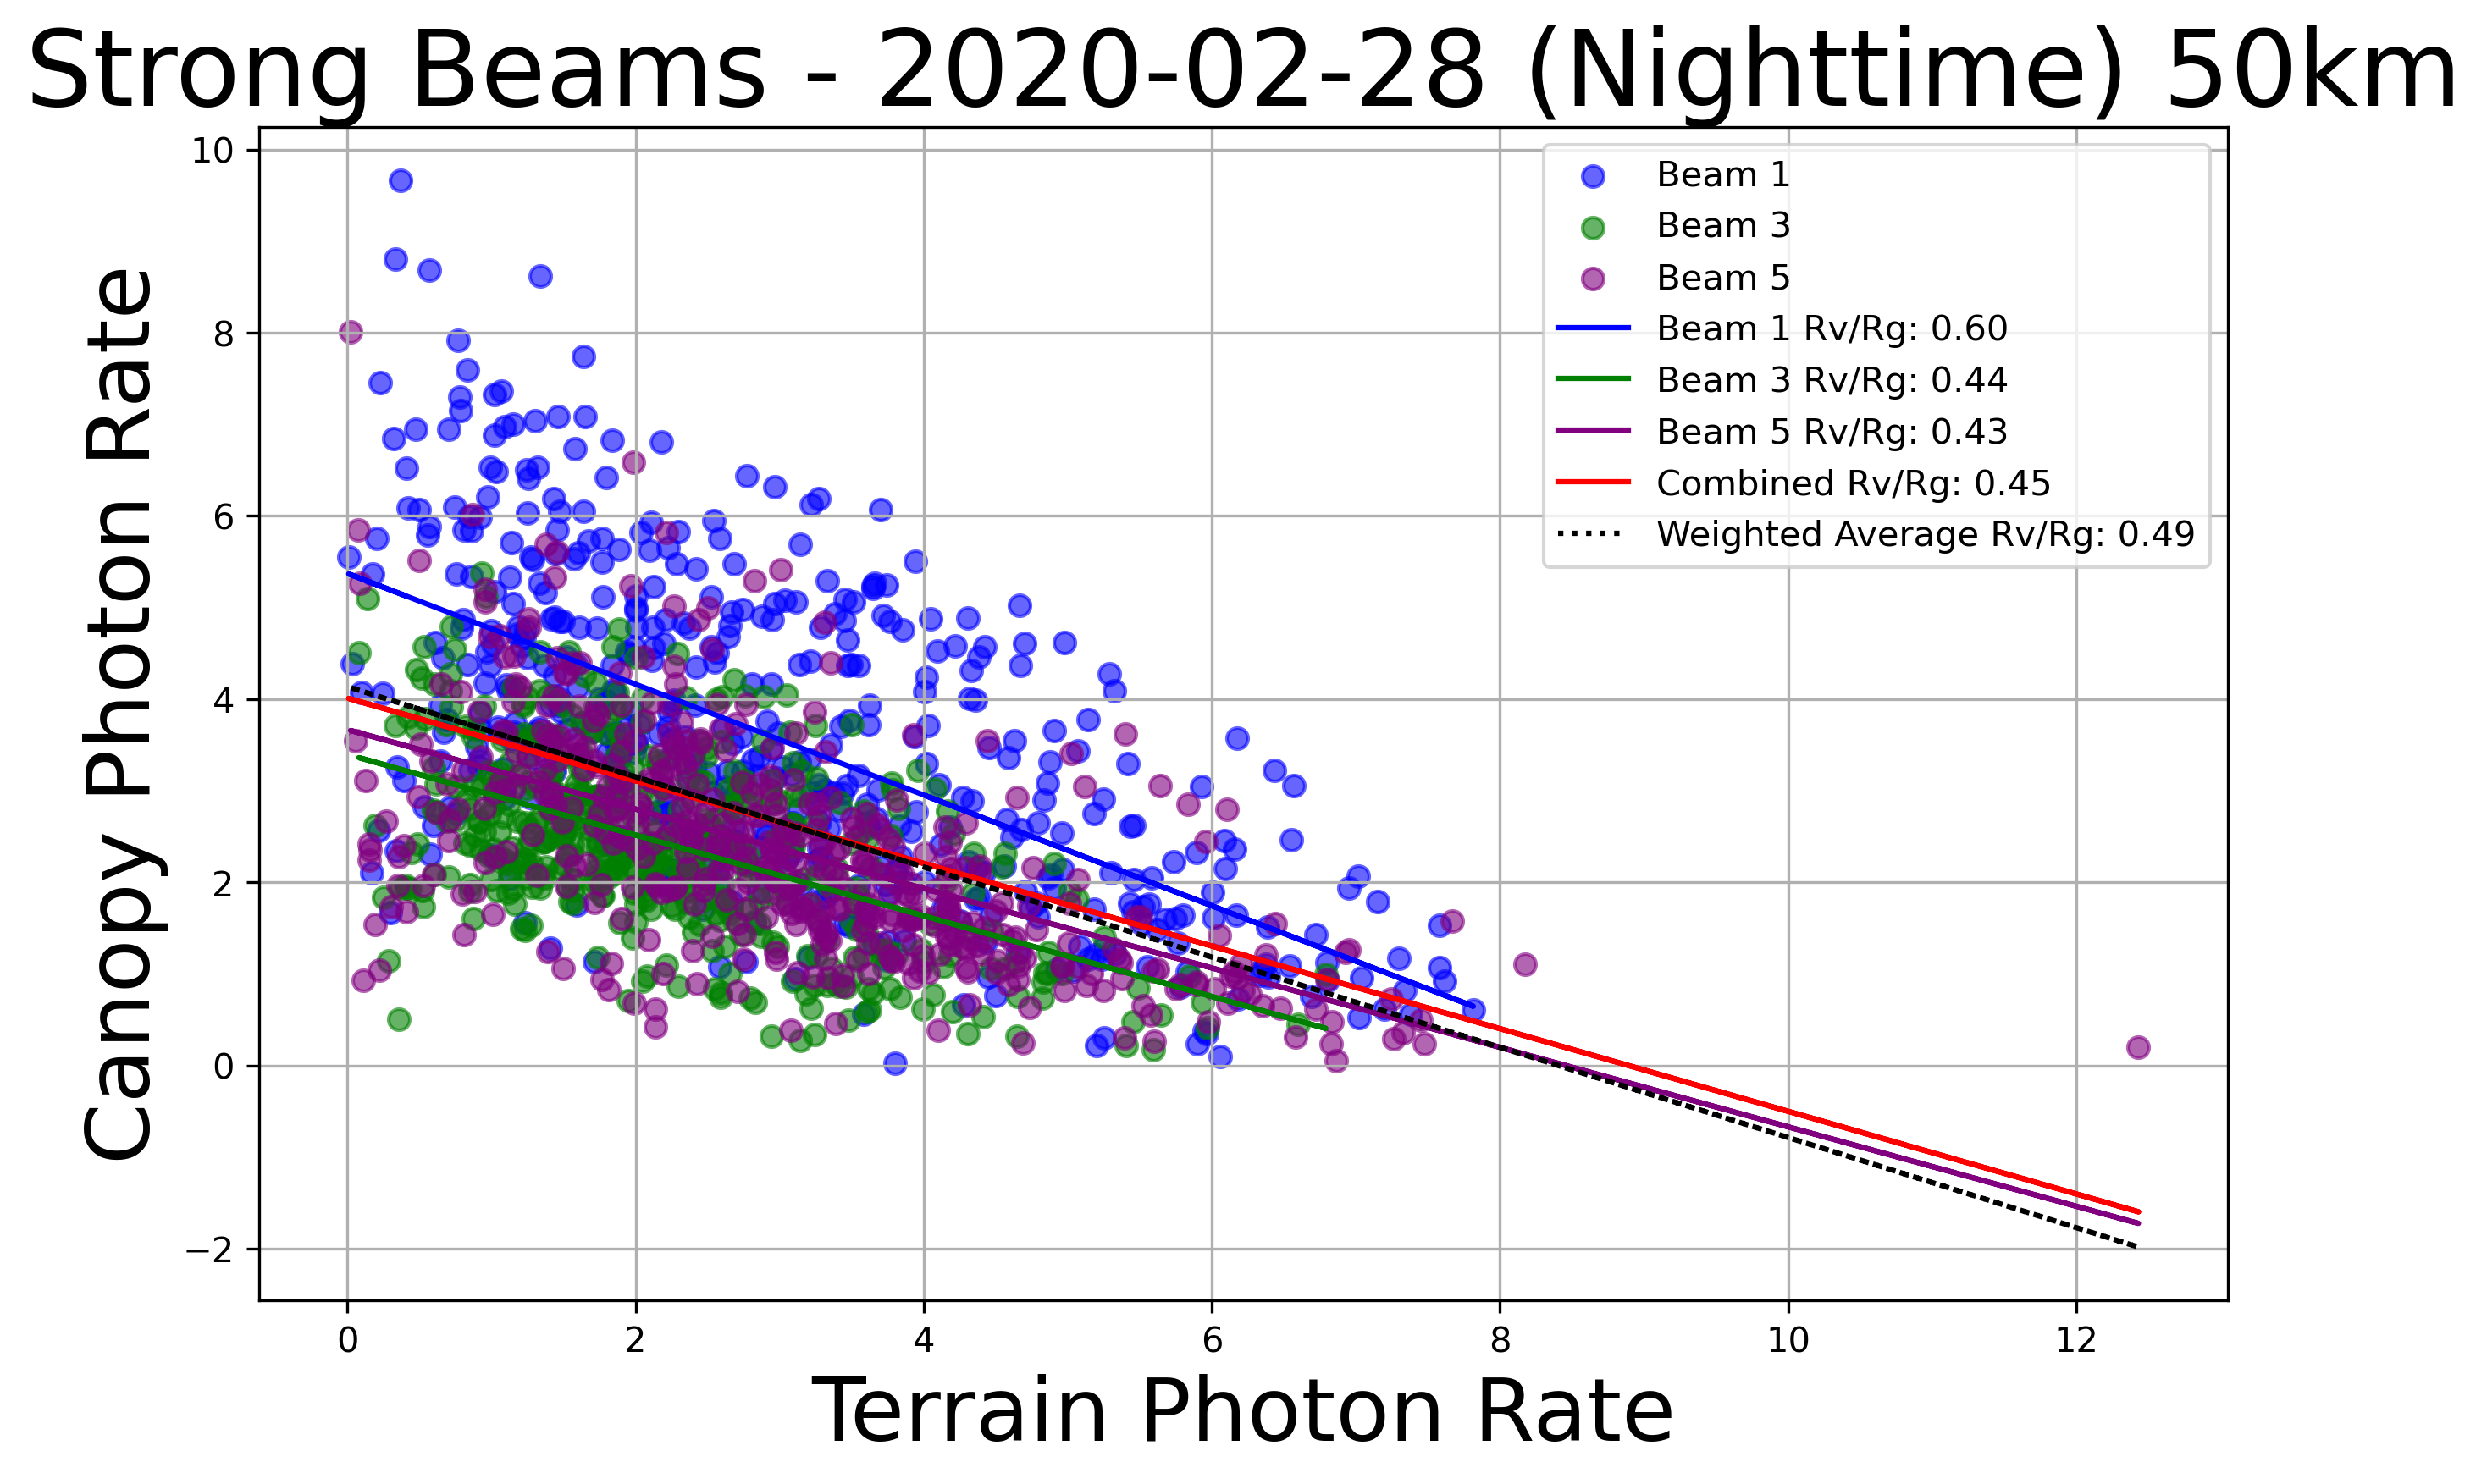 Strong Beams - 2020-02-28 (Nighttime) 50km
Canopy Photon Rate
10
8
6
4
2
0
−2
Beam 1
Beam 3
Beam 5
Beam 1 Rv/Rg: 0.60
Beam 3 Rv/Rg: 0.44
Beam 5 Rv/Rg: 0.43
Combined Rv/Rg: 0.45
Weighted Average Rv/Rg: 0.49
0 2 4 6 8 10 12
Terrain Photon Rate